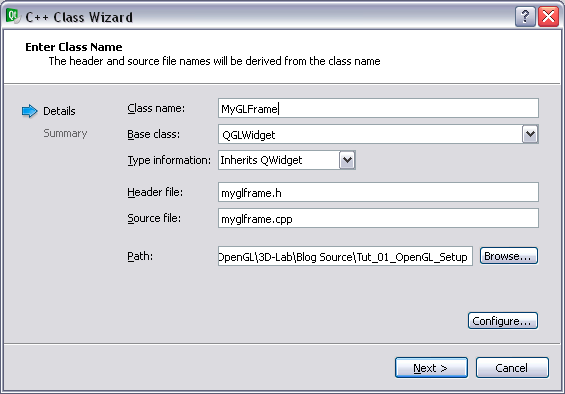 C++ Class Wizard
Enter Class Name
The header and source file names will be derived from the class name
Details
Summary
Class name: MyGLFrame
Base class: QGLWidget
Type information: Inherits QWidget
Header file: myglframe.h
Source file: myglframe.cpp
Path: OpenGL\3D-Lab\Blog Source\Tut_01_OpenGL_Setup Browse...
Configure...
Next > Cancel